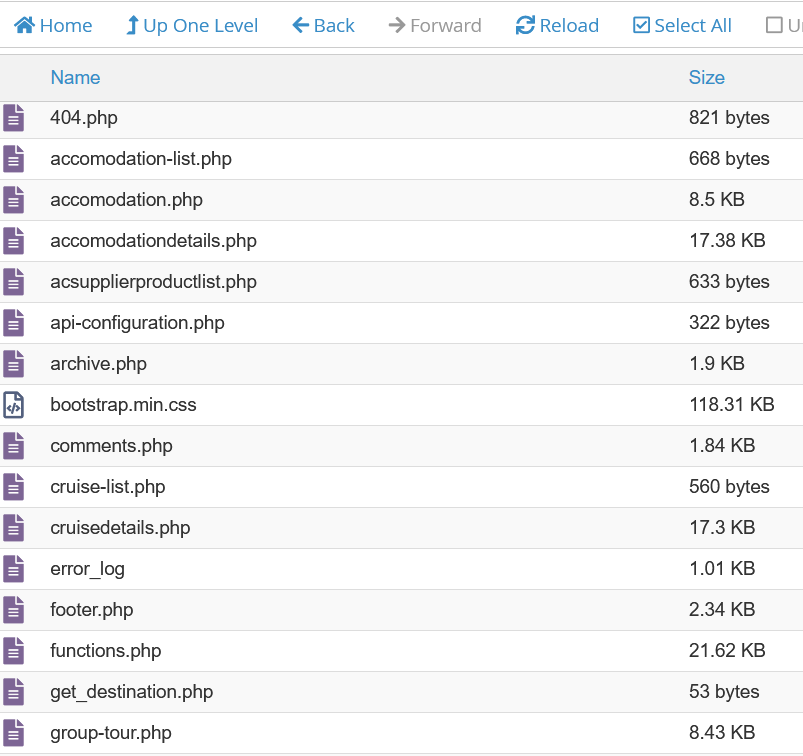 Home Up One Level Back Forward Reload Select All
Name Size
404.php 821 bytes
accomodation-list.php 668 bytes
accomodation.php 8.5 KB
accomodationdetails.php 17.38 KB
acsupplierproductlist.php 633 bytes
api-configuration.php 322 bytes
archive.php 1.9 KB
bootstrap.min.css 118.31 KB
comments.php 1.84 KB
cruise-list.php 560 bytes
cruisedetails.php 17.3 KB
error_log 1.01 KB
footer.php 2.34 KB
functions.php 21.62 KB
get_destination.php 53 bytes
group-tour.php 8.43 KB